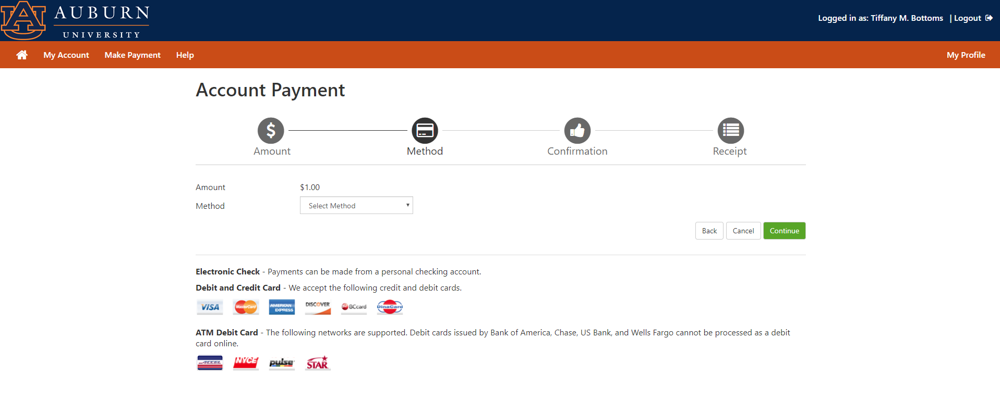 AUBURN
UNIVERSITY
Logged in as: Tiffany M. Bottoms | Logout
My Account Make Payment Help My Profile
Account Payment
$
Amount Method Confirmation Receipt
Amount $1.00
Method Select Method
Back Cancel Continue
Electronic Check - Payments can be made from a personal checking account.
Debit and Credit Card - We accept the following credit and debit cards.
VISA MasterCard AMERICAN EXPRESS DISCOVER BCcard DinaCard
ATM Debit Card - The following networks are supported. Debit cards issued by Bank of America, Chase, US Bank, and Wells Fargo cannot be processed as a debit
card online.
ACCEL NYCE pulse STAR